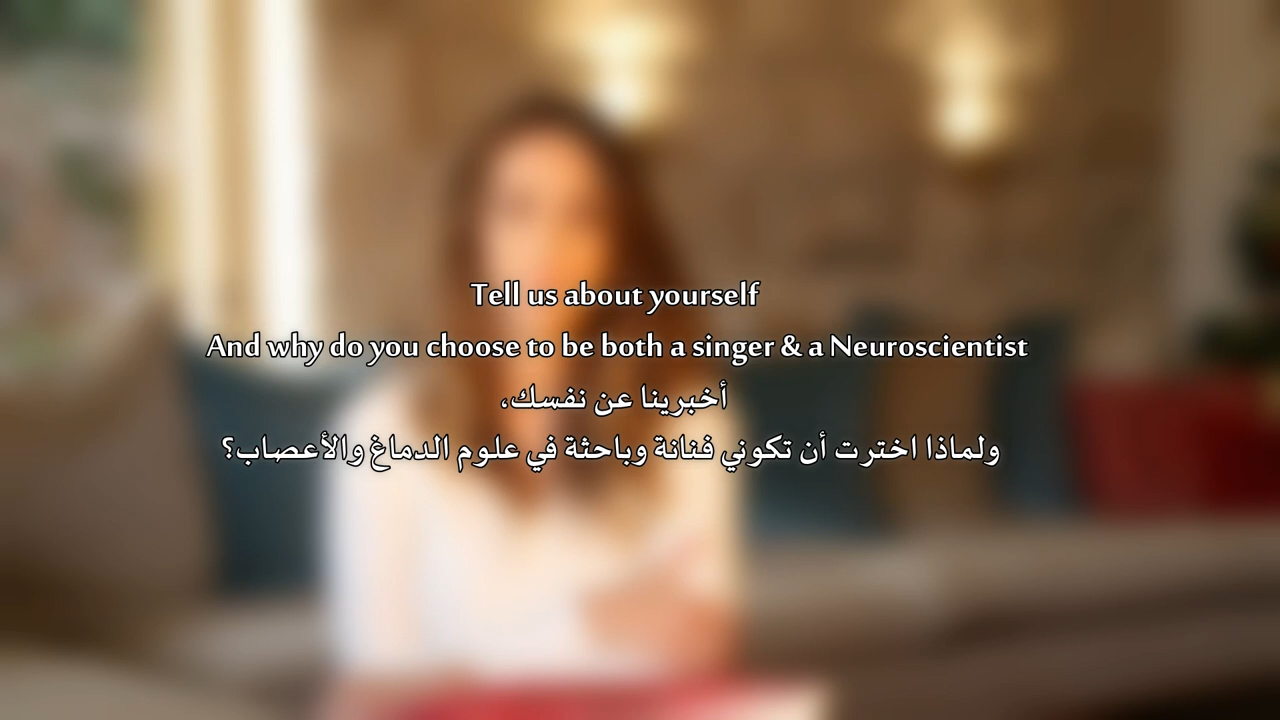 Tell us about yourself
And why do you choose to be both a singer & a Neuroscientist
أخبرينا عن نفسك،
ولماذا اخترت أن تكوني فنانة وباحثة في علوم الدماغ والأعصاب؟